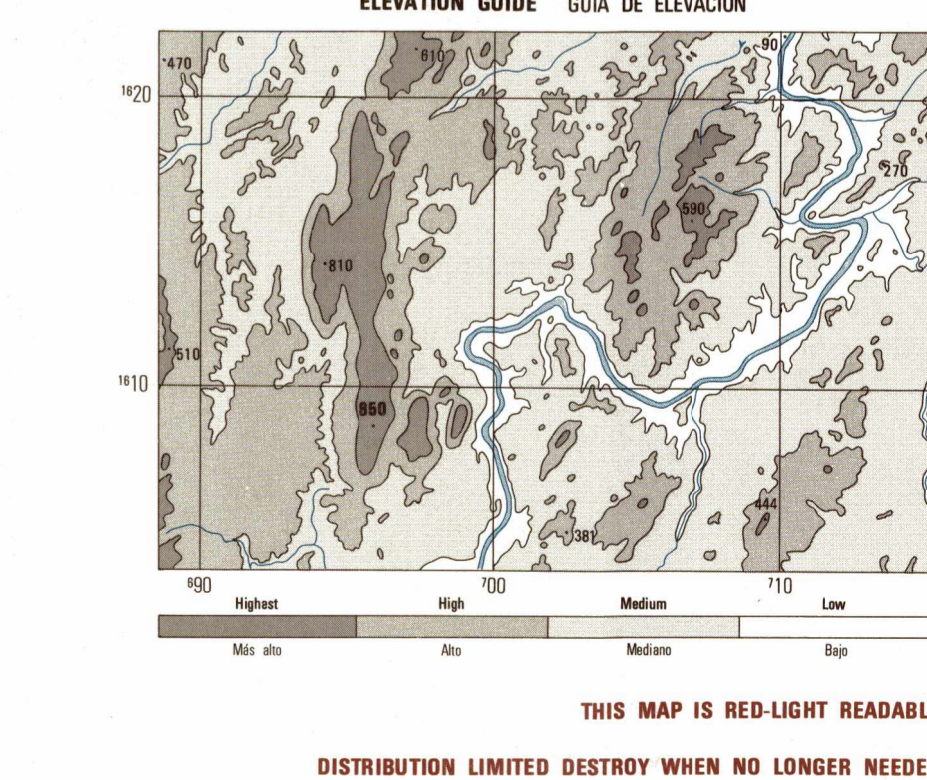 ELEVATION GUIDE GUIA DE ELEVACION
90
610
470
1620
270
590
810
510
1610
950
444
381
690 700 710
Highest High Medium Low
Más alto Alto Mediano Bajo
THIS MAP IS RED-LIGHT READABL
DISTRIBUTION LIMITED DESTROY WHEN NO LONGER NEEDE